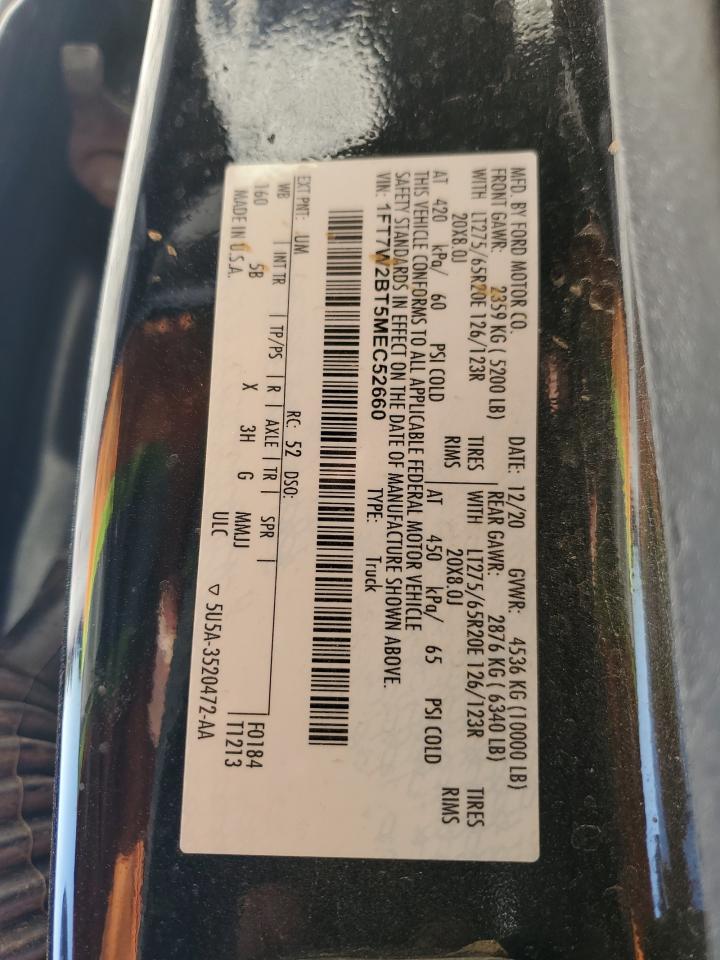 MFD. BY FORD MOTOR CO.
DATE: 12/20 GVWR: 4536 KG (10000 LB)
FRONT GAWR: 2359 KG ( 5200 LB) REAR GAWR: 2876 KG ( 6340 LB)
WITH LT275/65R20E 126/123R TIRES WITH LT275/65R20E 126/123R TIRES
20X8.0J RIMS 20X8.0J RIMS
AT 420 kPa/ 60 PSI COLD AT 450 kPa/ 65 PSI COLD
THIS VEHICLE CONFORMS TO ALL APPLICABLE FEDERAL MOTOR VEHICLE
SAFETY STANDARDS IN EFFECT ON THE DATE OF MANUFACTURE SHOWN ABOVE.
VIN: 1FT7W2BT5MEC52660 TYPE: Truck
EXT PNT: UM RC: 52 DSO:
WB | INT TR | TP/PS | R | AXLE | TR | SPR |
160 5B X 3H G MMJJ F0184
MADE IN U.S.A. ULC ▽ 5U5A-3520472-AA T1213